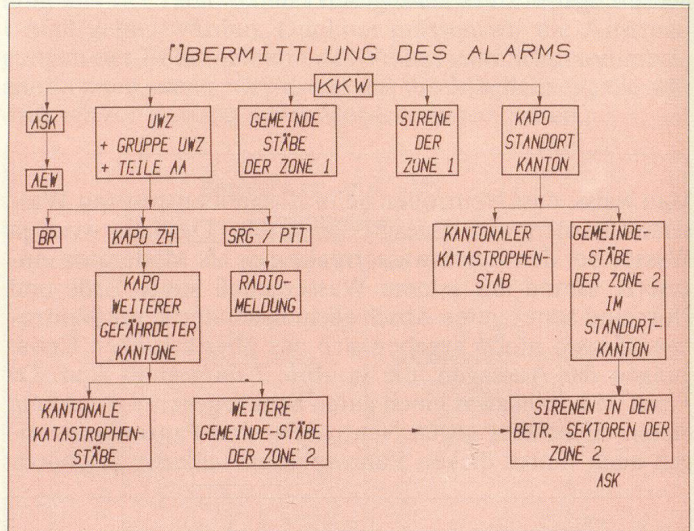 ÜBERMITTLUNG DES ALARMS
KKW
ASK
AEW
UWZ
+ GRUPPE UWZ
+ TEILE AA
GEMEINDE
STÄBE
DER ZONE 1
SIRENE
DER
ZONE 1
KAPO
STANDORT
KANTON
BR
KAPO ZH
SRG / PTT
KAPO
WEITERER
GEFÄHRDETER
KANTONE
RADIO-
MELDUNG
KANTONALER
KATASTROPHEN-
STAB
GEMEINDE-
STÄBE
DER ZONE 2
IM
STANDORT-
KANTON
KANTONALE
KATASTROPHEN-
STÄBE
WEITERE
GEMEINDE-STÄBE
DER ZONE 2
SIRENEN IN DEN
BETR. SEKTOREN DER
ZONE 2
ASK